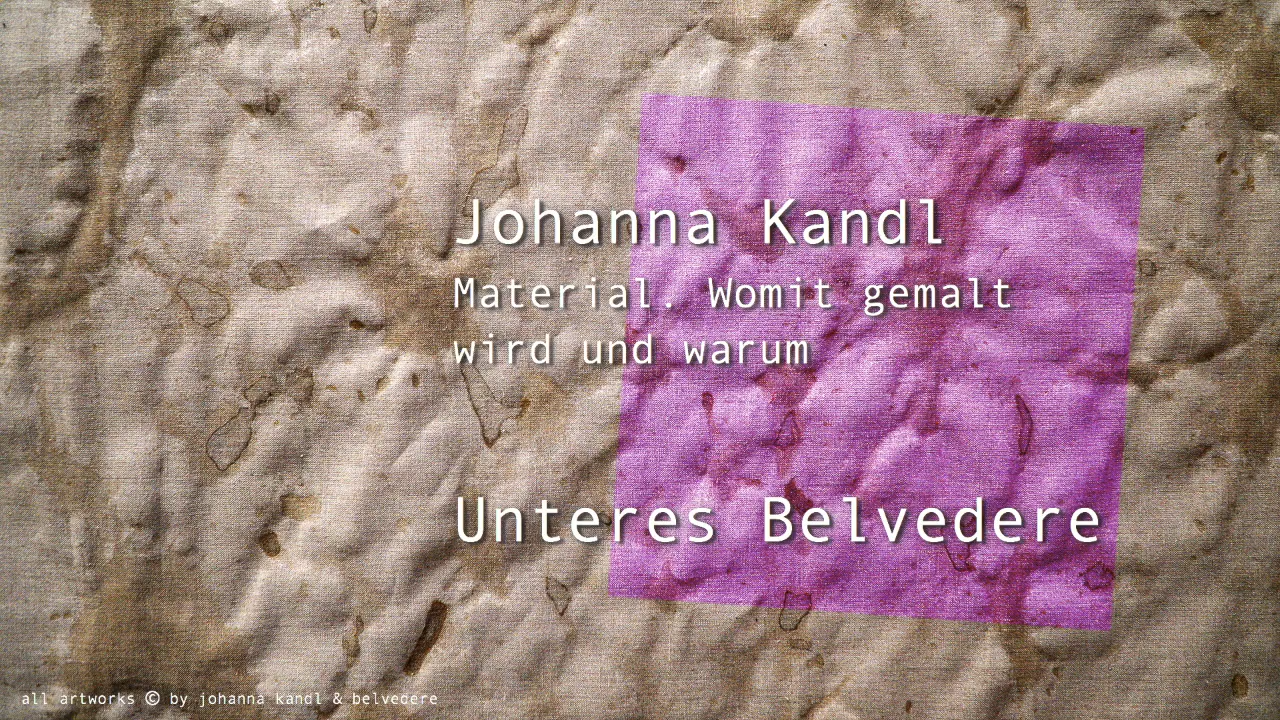 Johanna Kandl
Material. Womit gemalt
wird und warum
Unteres Belvedere
all artworks © by johanna kandl & belvedere